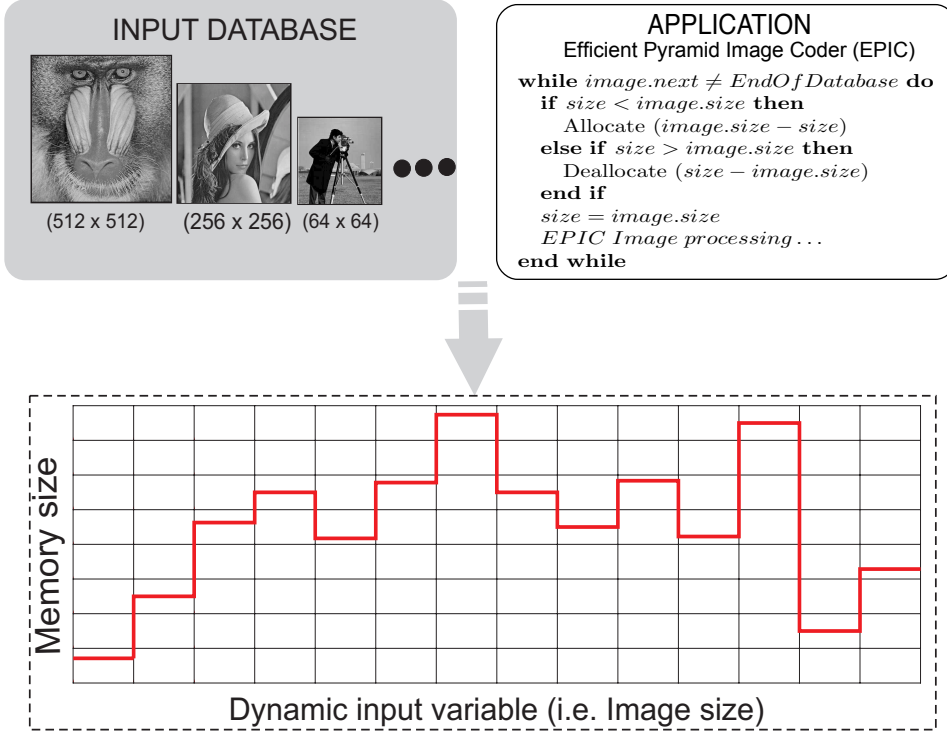 INPUT DATABASE
(512 x 512)
(256 x 256)
(64 x 64)
APPLICATION
Efficient Pyramid Image Coder (EPIC)
while image.next ≠ EndOfDatabase do
if size < image.size then
Allocate (image.size − size)
else if size > image.size then
Deallocate (size − image.size)
end if
size = image.size
EPIC Image processing ...
end while
Memory size
Dynamic input variable (i.e. Image size)